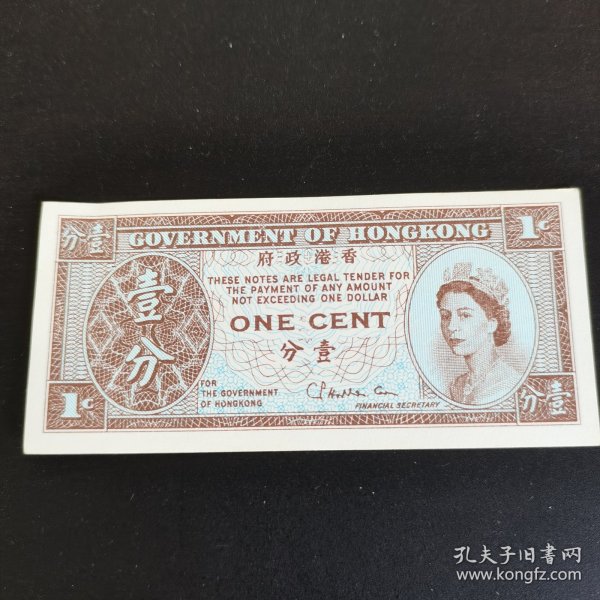 分壹
GOVERNMENT OF HONGKONG
1c
府政港香
THESE NOTES ARE LEGAL TENDER FOR
THE PAYMENT OF ANY AMOUNT
NOT EXCEEDING ONE DOLLAR
壹分
ONE CENT
分壹
FOR
THE GOVERNMENT
OF HONGKONG
FINANCIAL SECRETARY
1c
分壹
孔夫子旧书网
www.kongfz.com